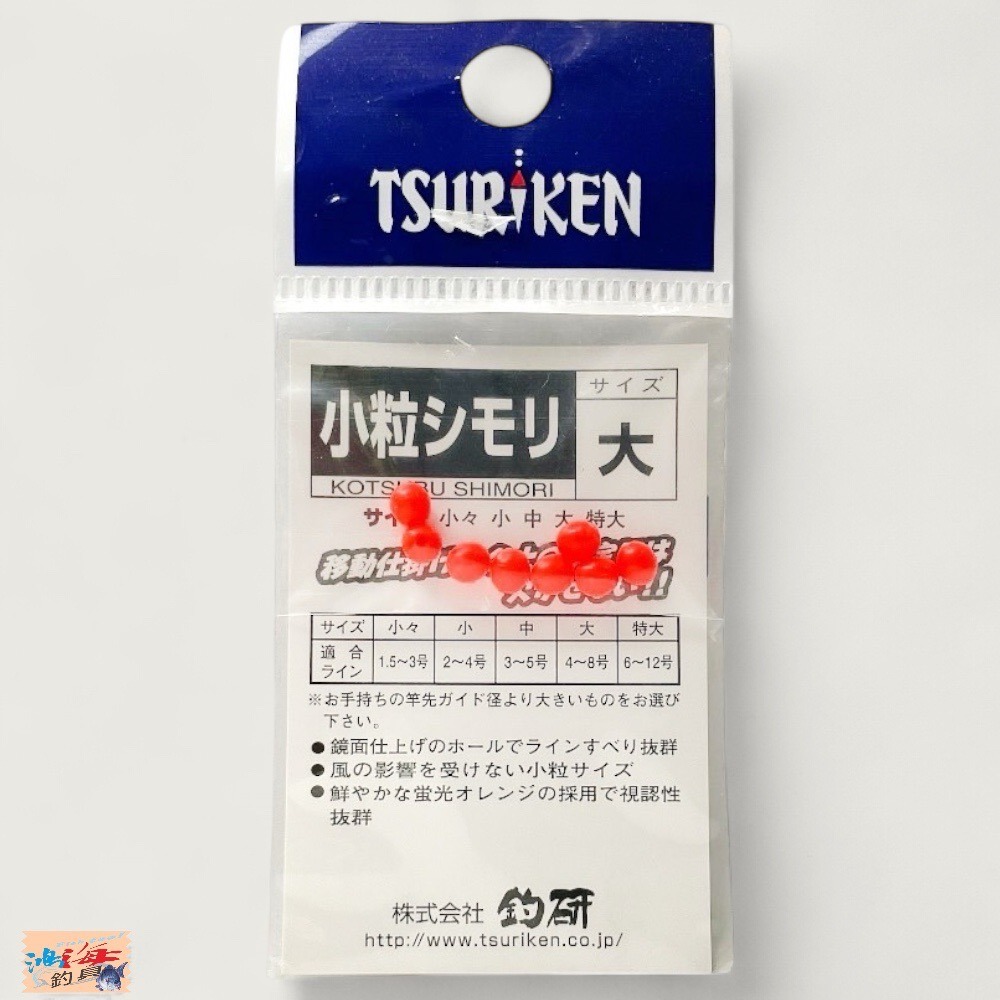 TSURIKEN
小粒シモリ
サイズ
大
KOTSUBU SHIMORI
小々 小 中 大 特大
移動仕掛け
サイズ 小々 小 中 大 特大
適合ライン 1.5～3号 2～4号 3～5号 4～8号 6～12号
※お手持ちの竿先ガイド径より大きいものをお選び
下さい。
●鏡面仕上げのホールでラインすべり抜群
●風の影響を受けない小粒サイズ
●鮮やかな蛍光オレンジの採用で視認性
抜群
株式会社 釣研
http://www.tsuriken.co.jp/
釣具